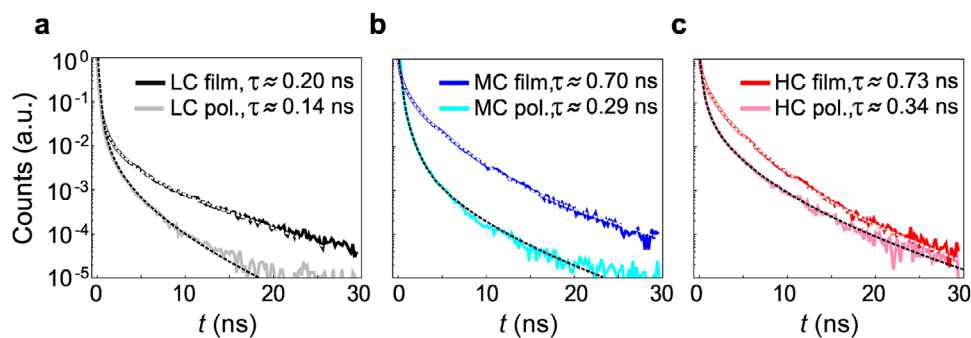 a
b
c
Counts (a.u.)
10⁰
10⁻¹
10⁻²
10⁻³
10⁻⁴
10⁻⁵
LC film, τ ≈ 0.20 ns
LC pol., τ ≈ 0.14 ns
0
10
20
30
t (ns)
MC film, τ ≈ 0.70 ns
MC pol., τ ≈ 0.29 ns
0
10
20
30
t (ns)
HC film, τ ≈ 0.73 ns
HC pol., τ ≈ 0.34 ns
0
10
20
30
t (ns)